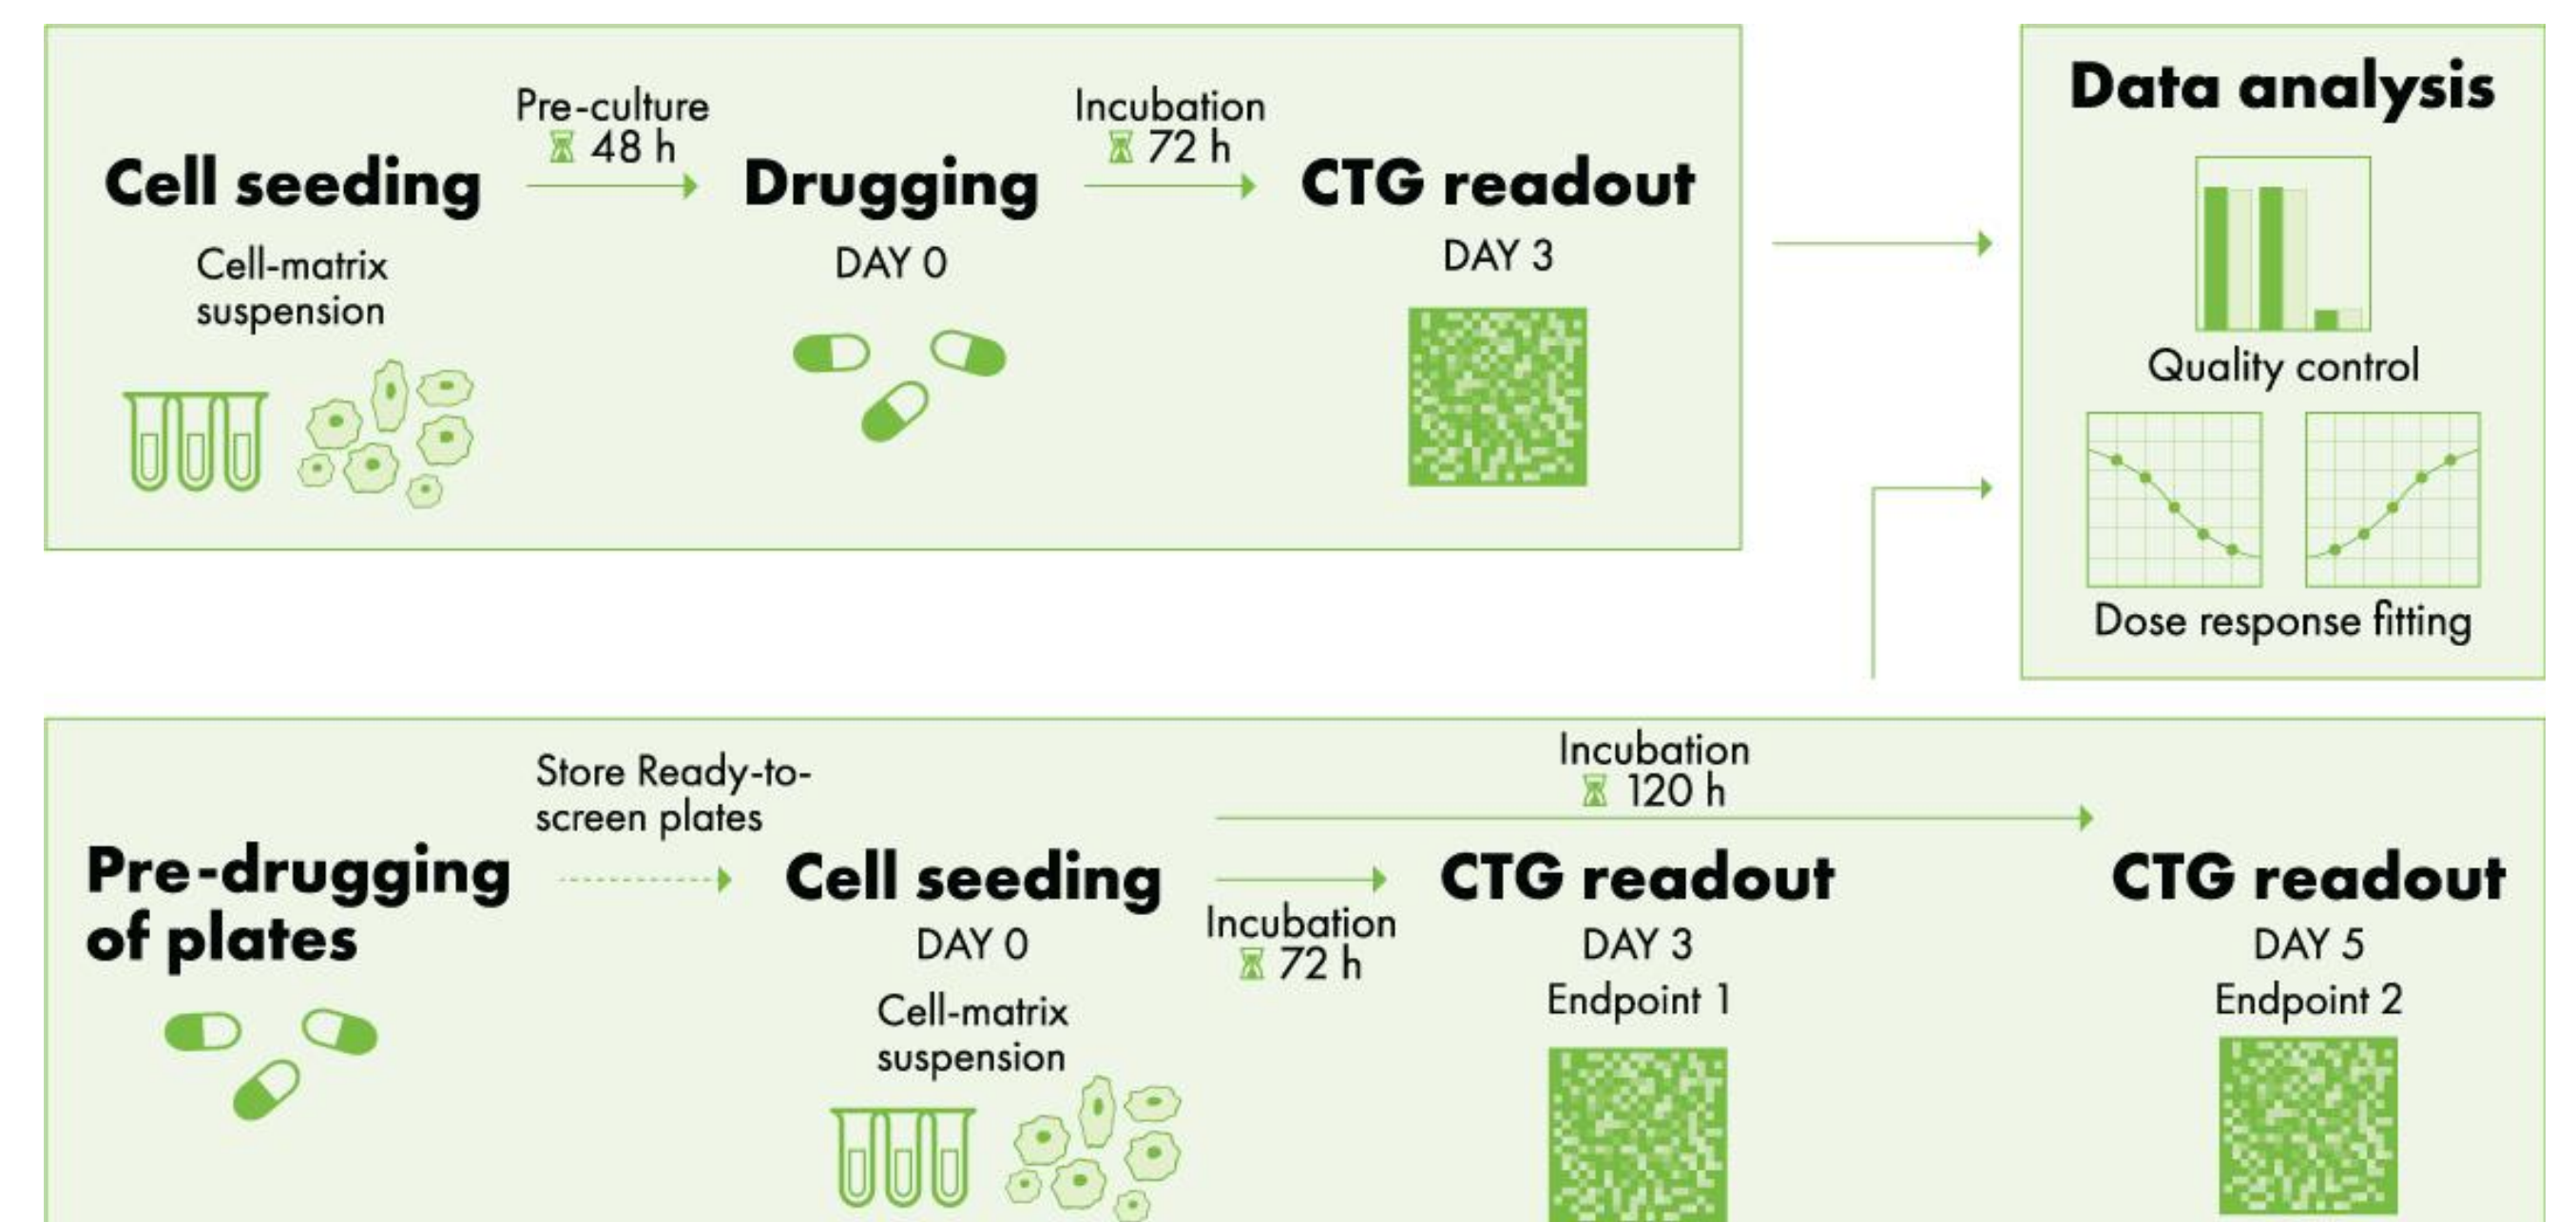 Pre-culture
48 h
Incubation
72 h
Cell seeding
Drugging
CTG readout
Cell-matrix
suspension
DAY 0
DAY 3
Data analysis
Quality control
Dose response fitting
Store Ready-to-
screen plates
Incubation
120 h
Pre-drugging
of plates
Cell seeding
DAY 0
Cell-matrix
suspension
Incubation
72 h
CTG readout
DAY 3
Endpoint 1
CTG readout
DAY 5
Endpoint 2